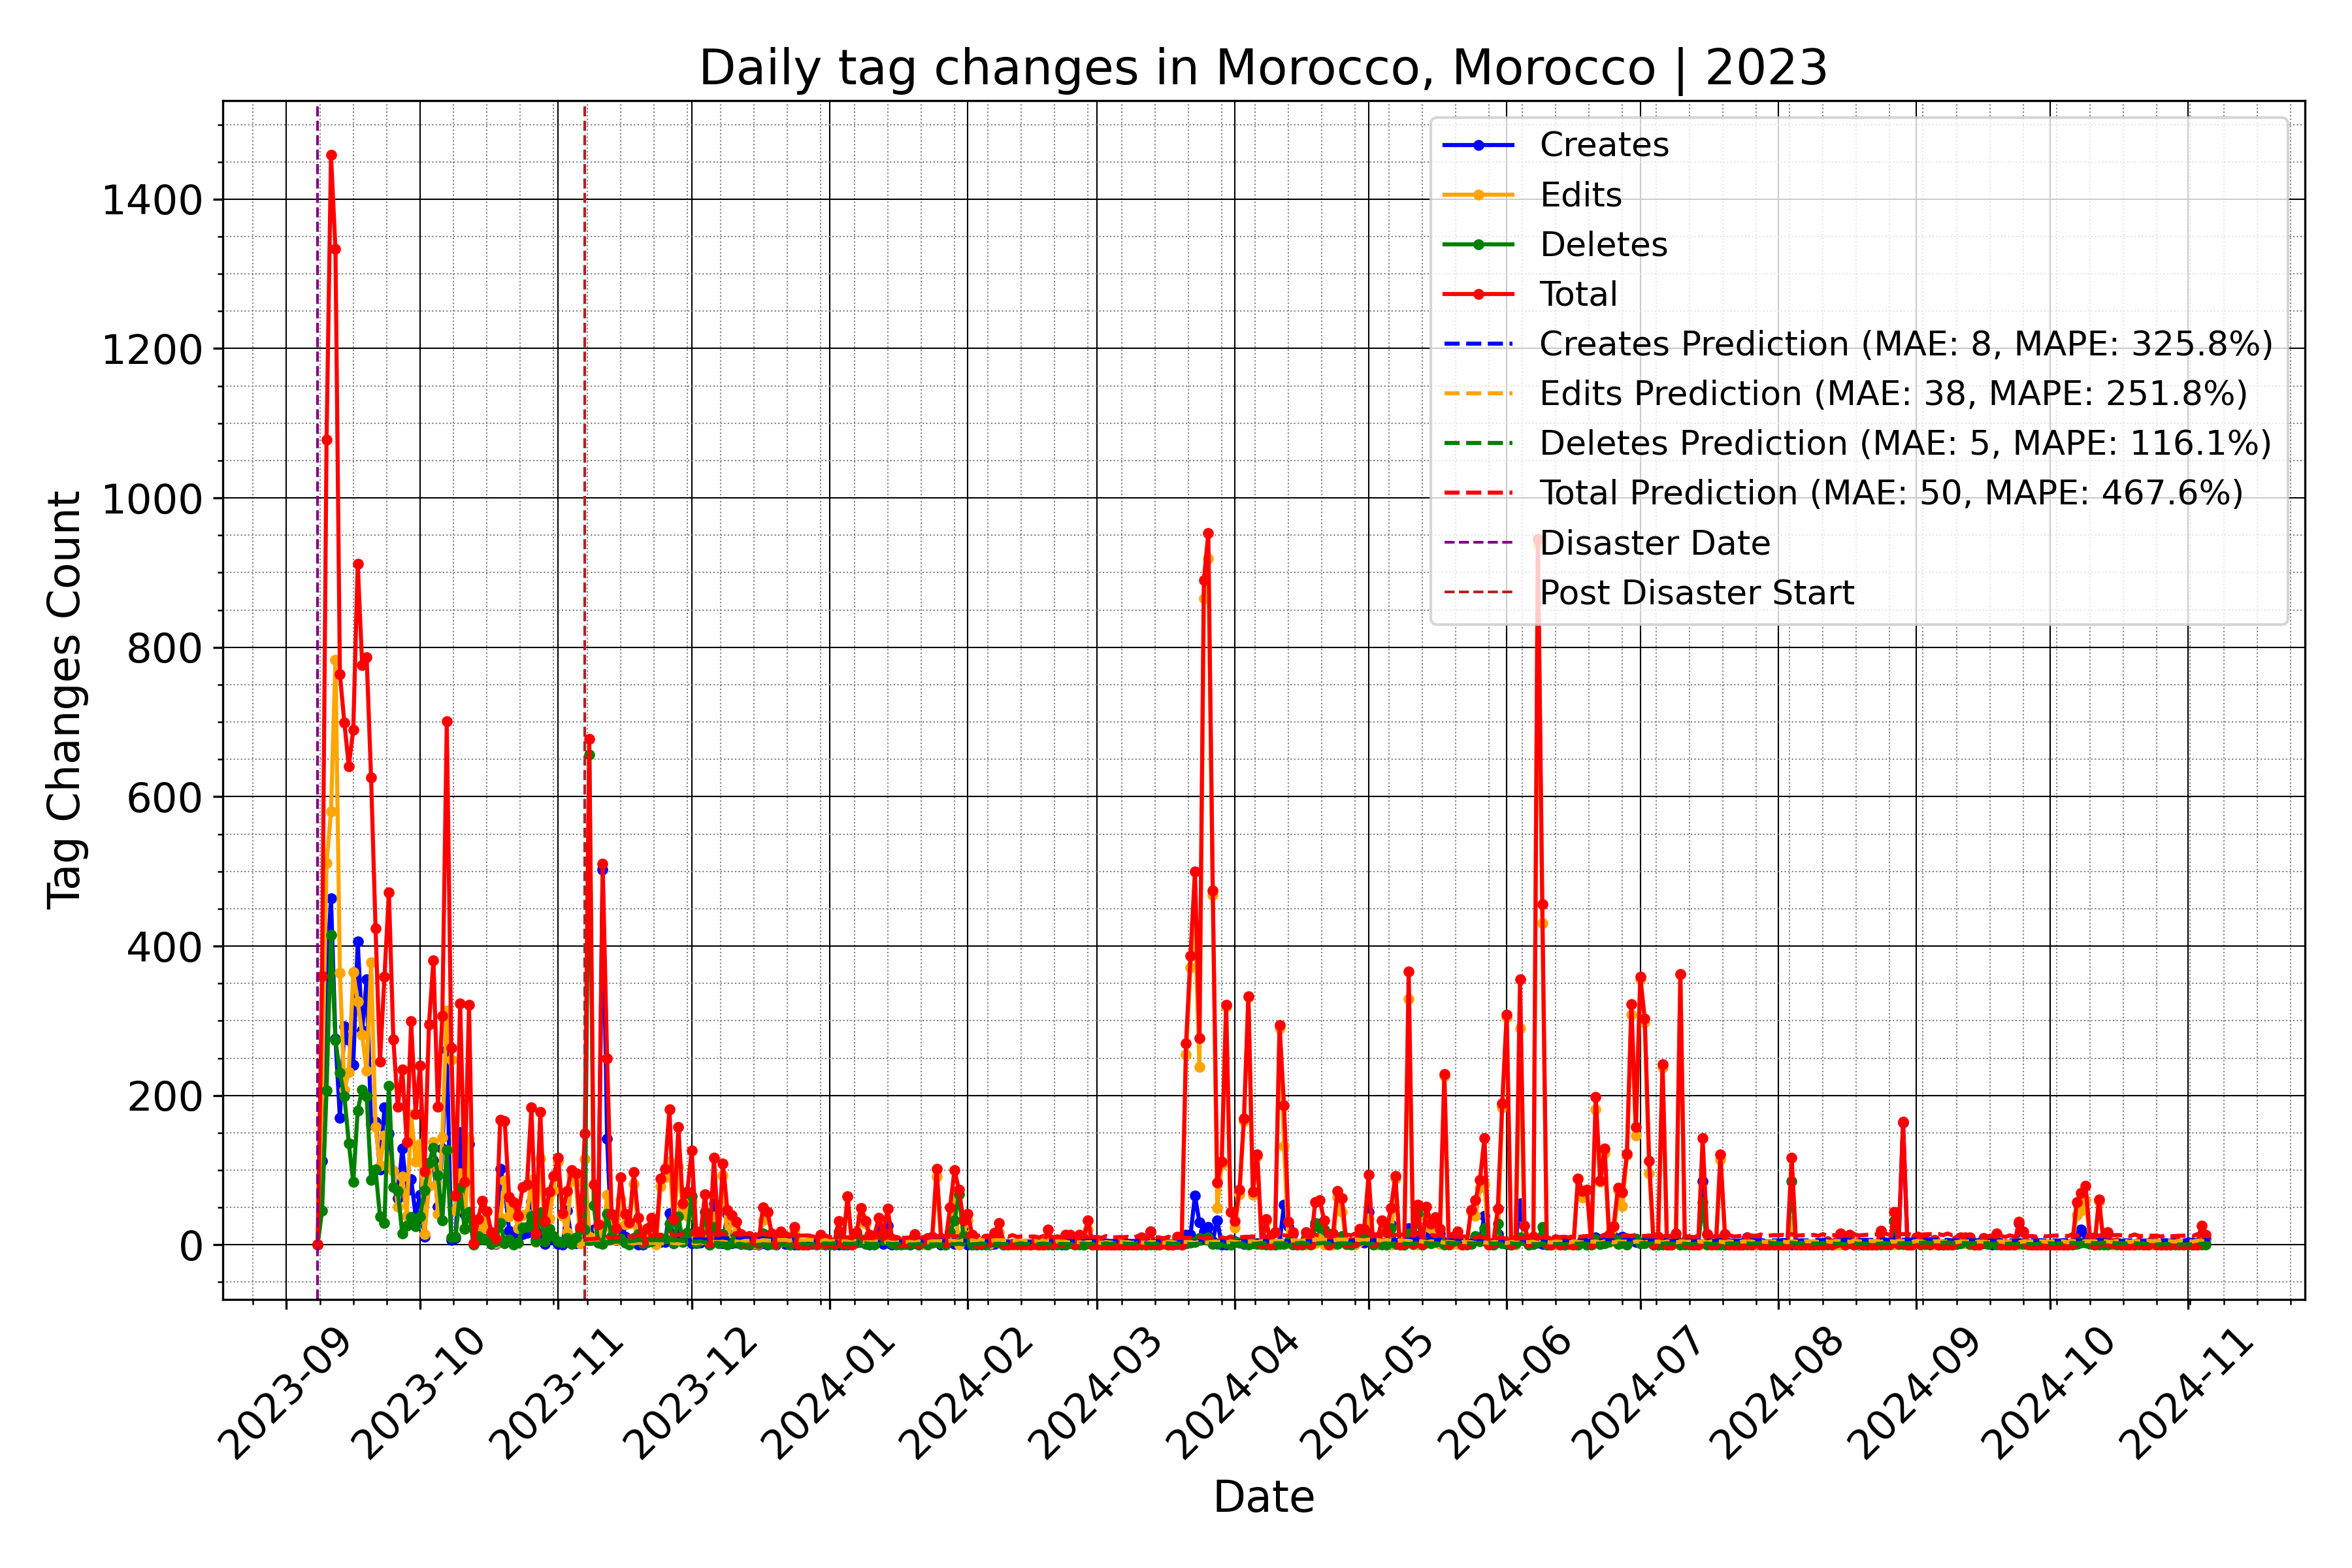 Daily tag changes in Morocco, Morocco | 2023
Creates
Edits
Deletes
Total
Creates Prediction (MAE: 8, MAPE: 325.8%)
Edits Prediction (MAE: 38, MAPE: 251.8%)
Deletes Prediction (MAE: 5, MAPE: 116.1%)
Total Prediction (MAE: 50, MAPE: 467.6%)
Disaster Date
Post Disaster Start
Tag Changes Count
1400
1200
1000
800
600
400
200
0
2023-09
2023-10
2023-11
2023-12
2024-01
2024-02
2024-03
2024-04
2024-05
2024-06
2024-07
2024-08
2024-09
2024-10
2024-11
Date